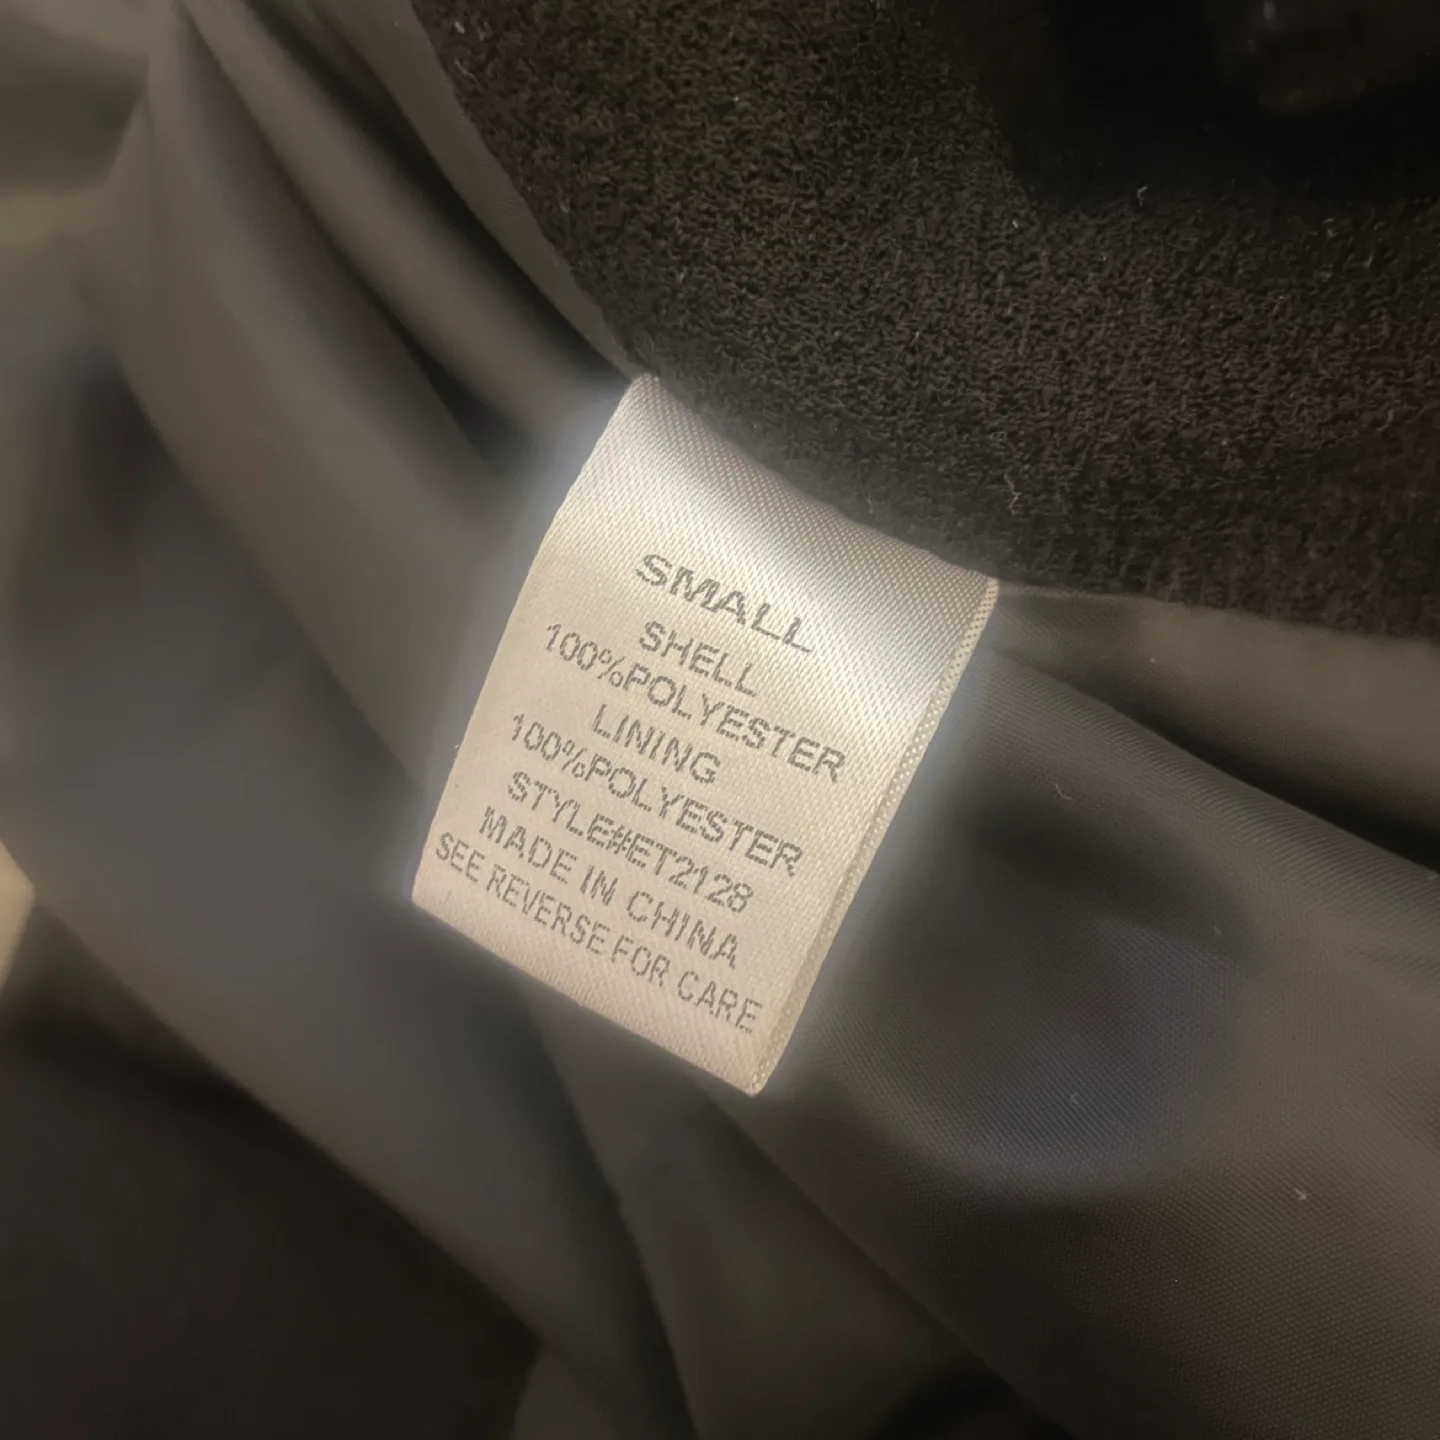 SMALL
SHELL
100%POLYESTER
LINING
100%POLYESTER
STYLE#ET2128
MADE IN CHINA
SEE REVERSE FOR CARE